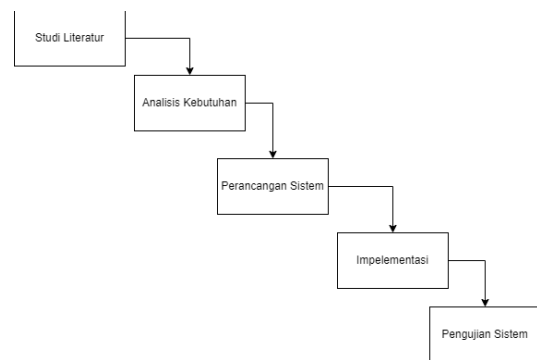 Studi Literatur
Analisis Kebutuhan
Perancangan Sistem
Impelementasi
Pengujian Sistem